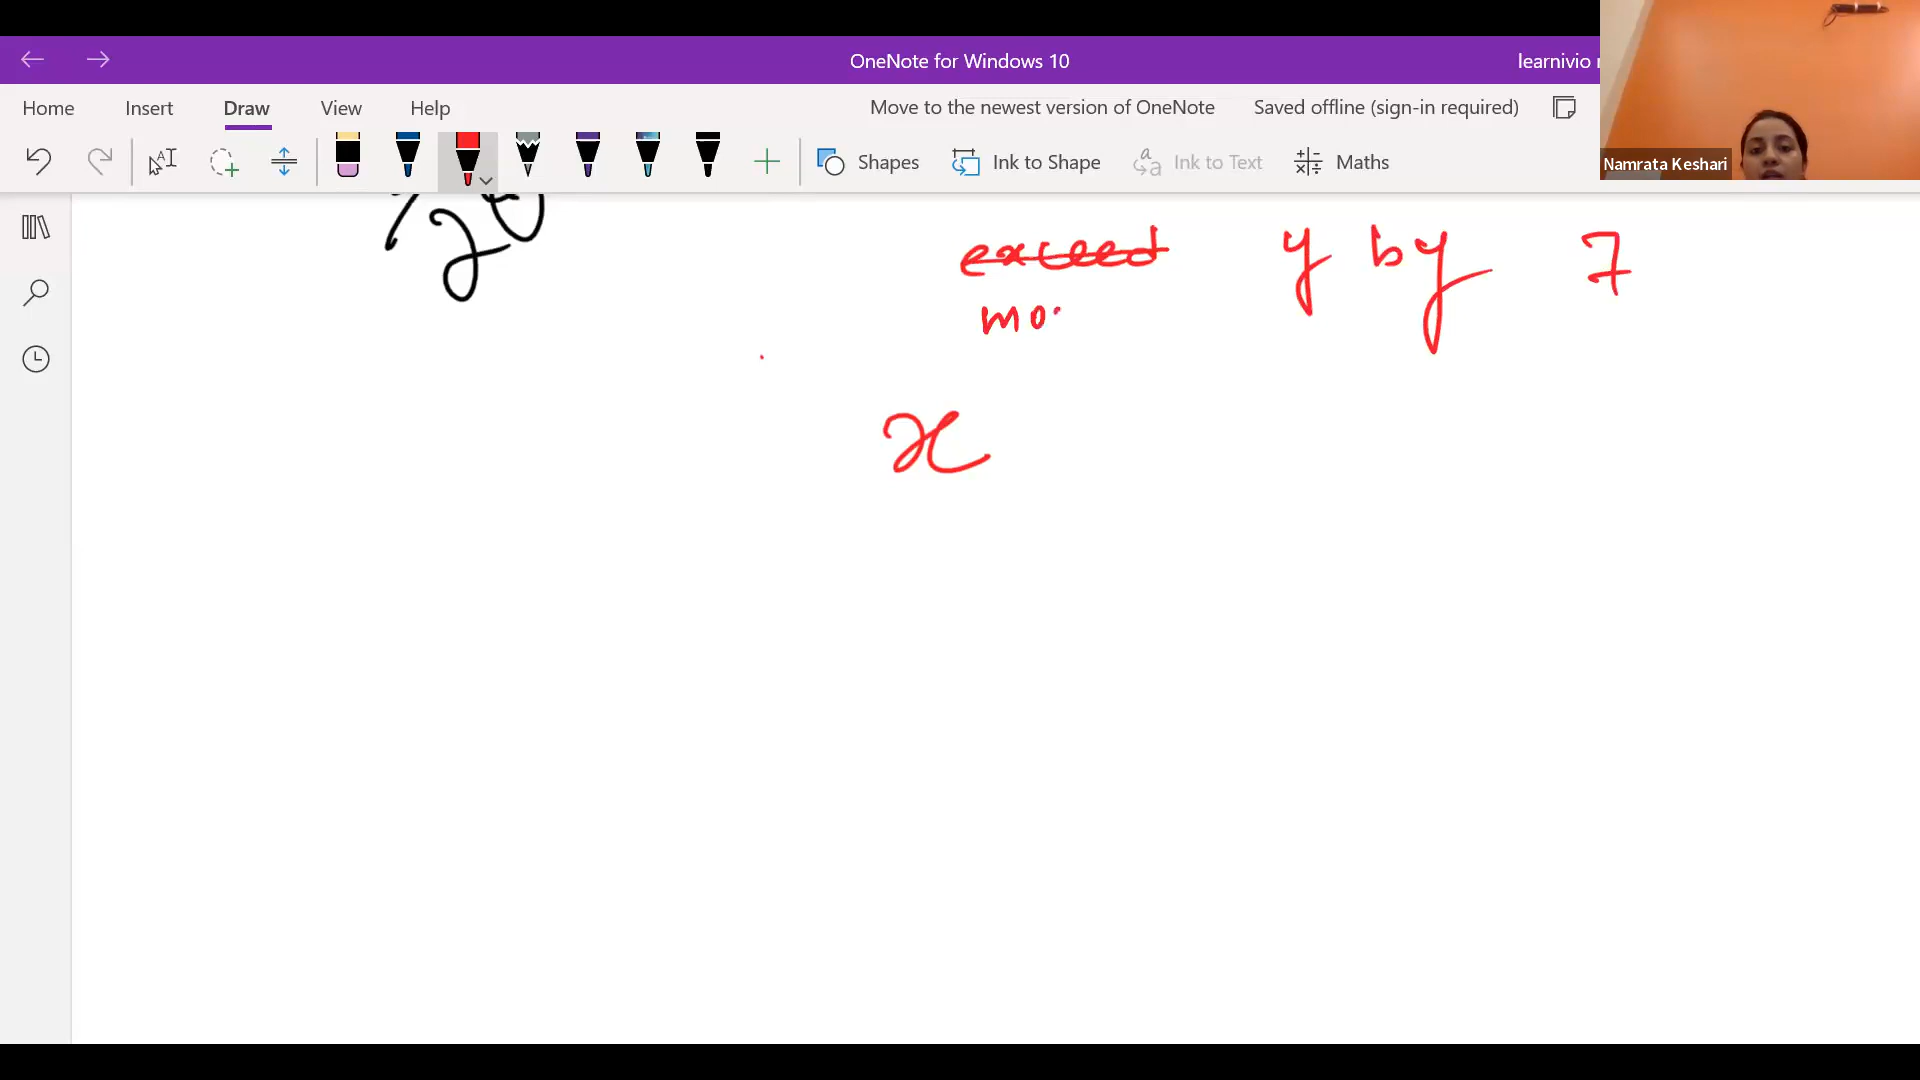 OneNote for Windows 10
learnivio
Home Insert Draw View Help
Move to the newest version of OneNote Saved offline (sign-in required)
Shapes Ink to Shape Ink to Text Maths
Namrata Keshari
exceed y by 7
mo
x